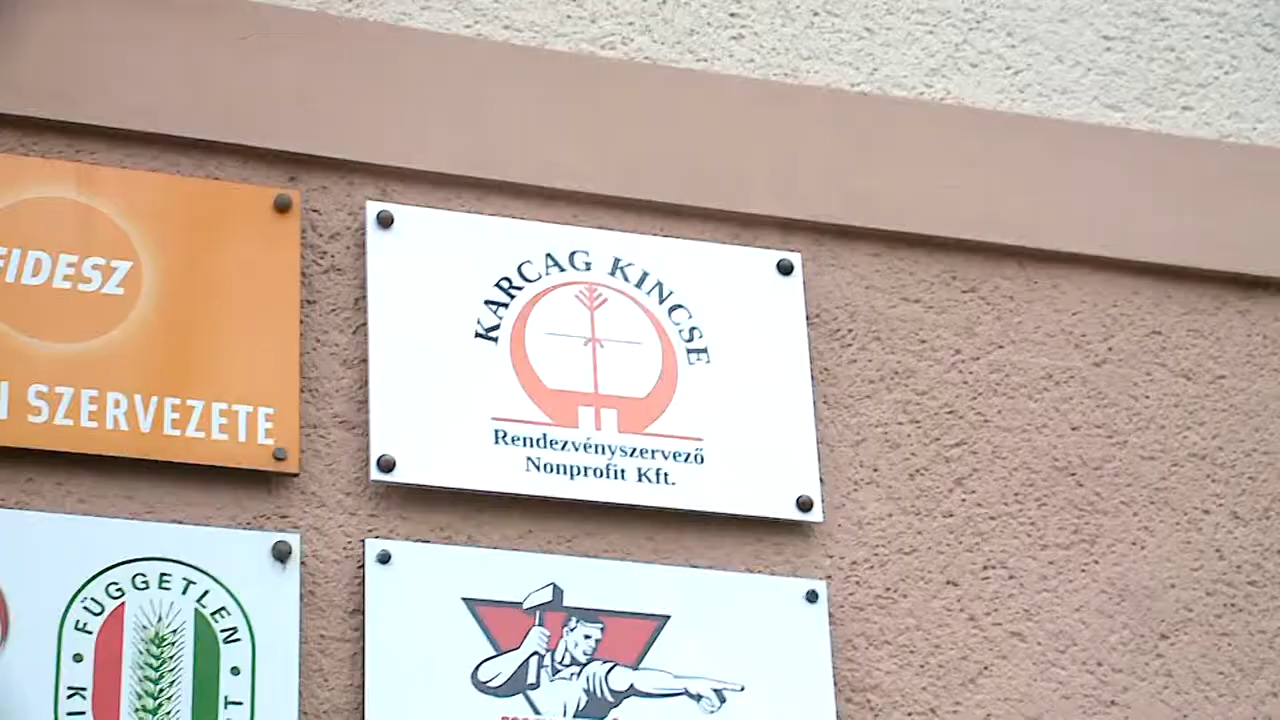 FIDESZ
SZERVEZETE
KARCAG KINCSE
Rendezvényszervező
Nonprofit Kft.
FÜGGETLEN